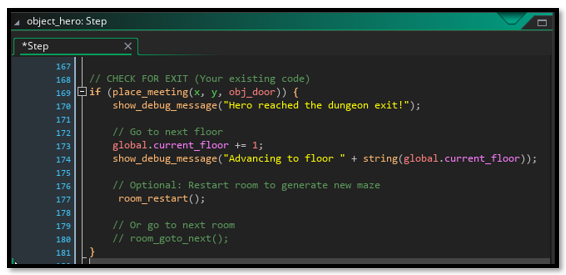 object_hero: Step
*Step
167
168 // CHECK FOR EXIT (Your existing code)
169 if (place_meeting(x, y, obj_door)) {
170 show_debug_message("Hero reached the dungeon exit!");
171
172 // Go to next floor
173 global.current_floor += 1;
174 show_debug_message("Advancing to floor " + string(global.current_floor));
175
176 // Optional: Restart room to generate new maze
177 room_restart();
178
179 // Or go to next room
180 // room_goto_next();
181 }